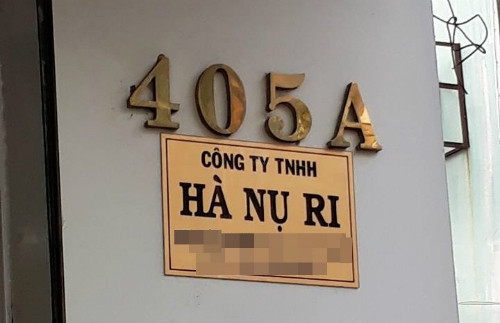 405A
CÔNG TY TNHH
HÀ NỤ RI